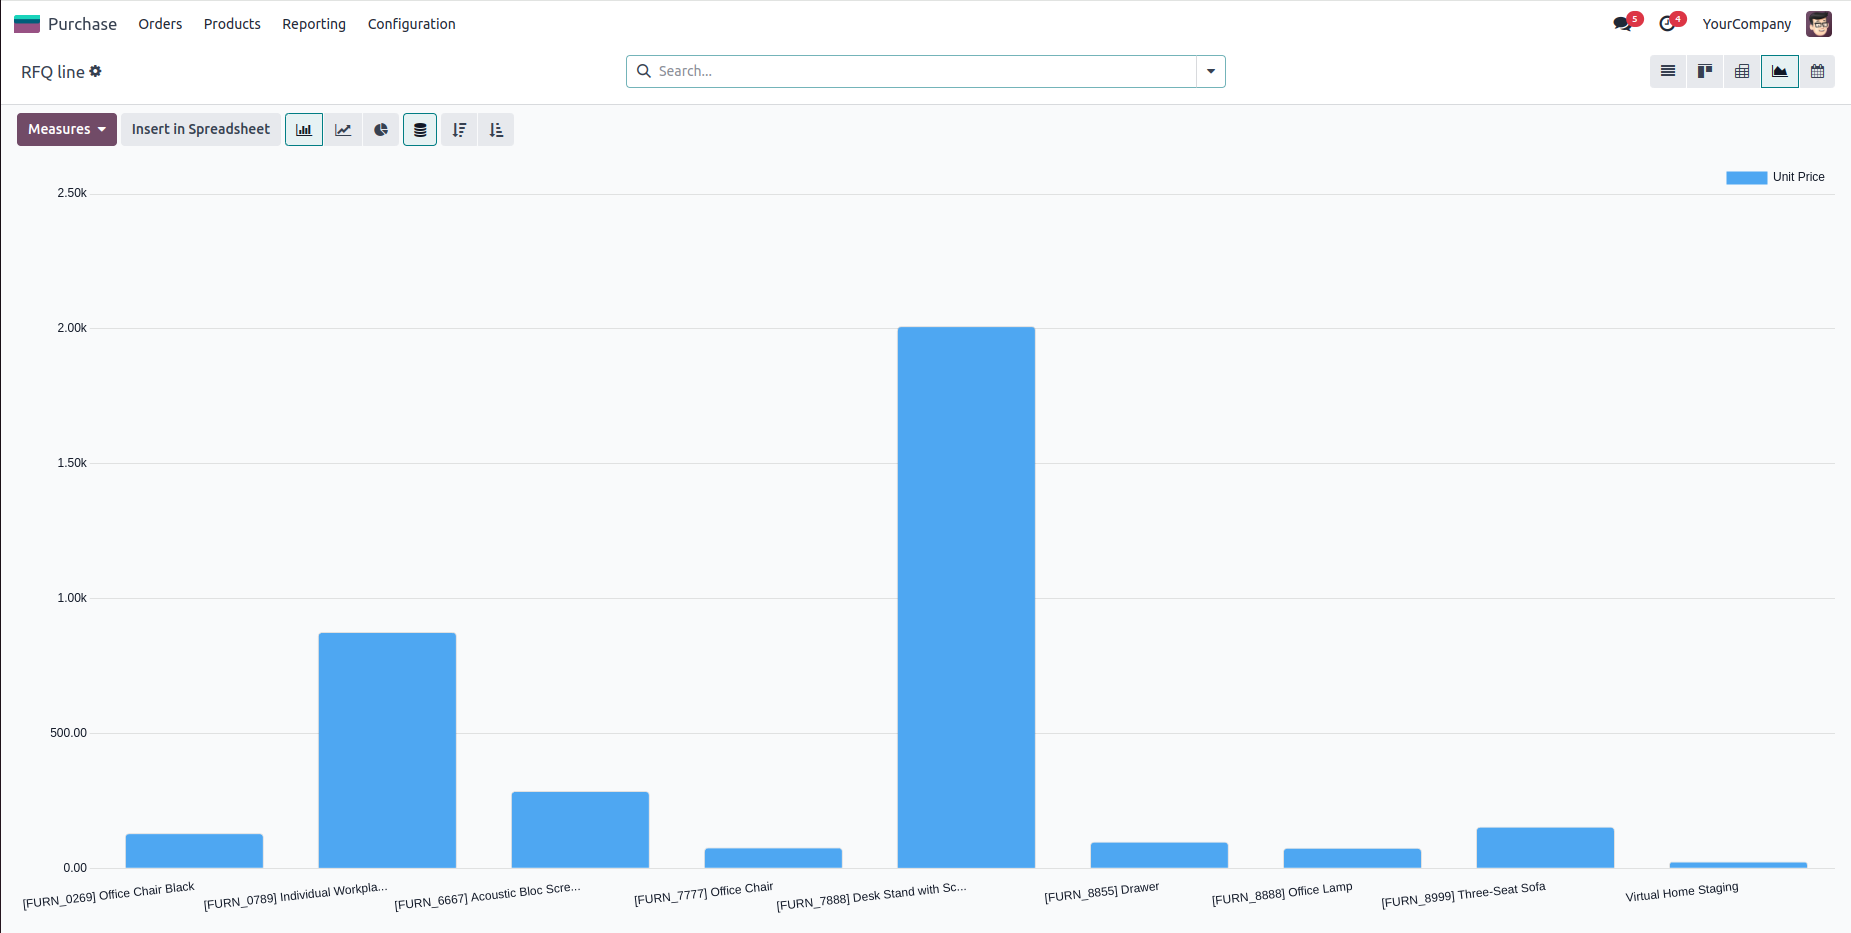 Purchase Orders Products Reporting Configuration 5 4 YourCompany
RFQ line Search...
Measures Insert in Spreadsheet
Unit Price
2.50k
2.00k
1.50k
1.00k
500.00
0.00
[FURN_0269] Office Chair Black
[FURN_0789] Individual Workpla...
[FURN_6667] Acoustic Bloc Scre...
[FURN_7777] Office Chair
[FURN_7888] Desk Stand with Sc...
[FURN_8855] Drawer
[FURN_8888] Office Lamp
[FURN_8999] Three-Seat Sofa
Virtual Home Staging